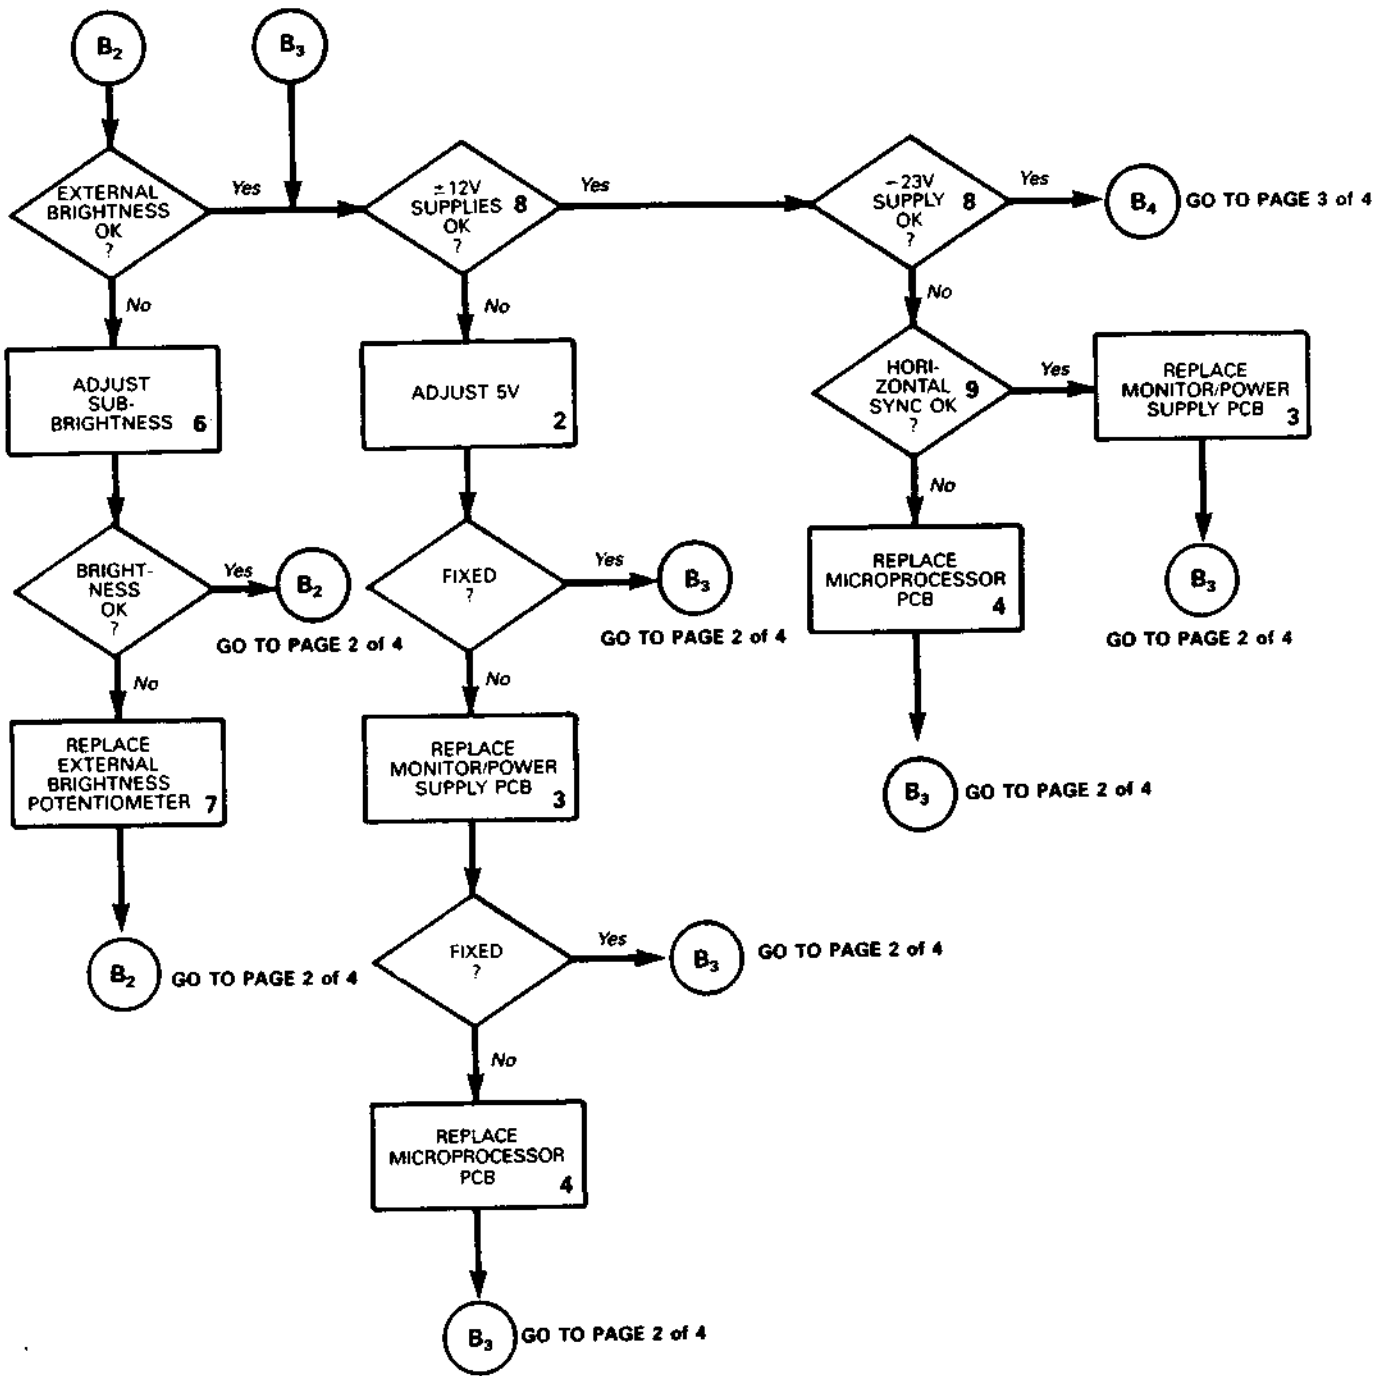 B2
B3
EXTERNAL
BRIGHTNESS
OK
?
Yes
No
±12V
SUPPLIES 8
OK
?
Yes
No
−23V
SUPPLY 8
OK
?
Yes
No
B4 GO TO PAGE 3 of 4
ADJUST
SUB-
BRIGHTNESS 6
ADJUST 5V
2
HORI-
ZONTAL 9
SYNC OK
?
Yes
No
REPLACE
MONITOR/POWER
SUPPLY PCB 3
B3
GO TO PAGE 2 of 4
BRIGHT-
NESS
OK
?
Yes
No
B2
GO TO PAGE 2 of 4
FIXED
?
Yes
No
B3
GO TO PAGE 2 of 4
REPLACE
MICROPROCESSOR
PCB 4
B3 GO TO PAGE 2 of 4
REPLACE
EXTERNAL
BRIGHTNESS
POTENTIOMETER 7
B2 GO TO PAGE 2 of 4
REPLACE
MONITOR/POWER
SUPPLY PCB 3
FIXED
?
Yes
No
B3 GO TO PAGE 2 of 4
REPLACE
MICROPROCESSOR
PCB 4
B3 GO TO PAGE 2 of 4